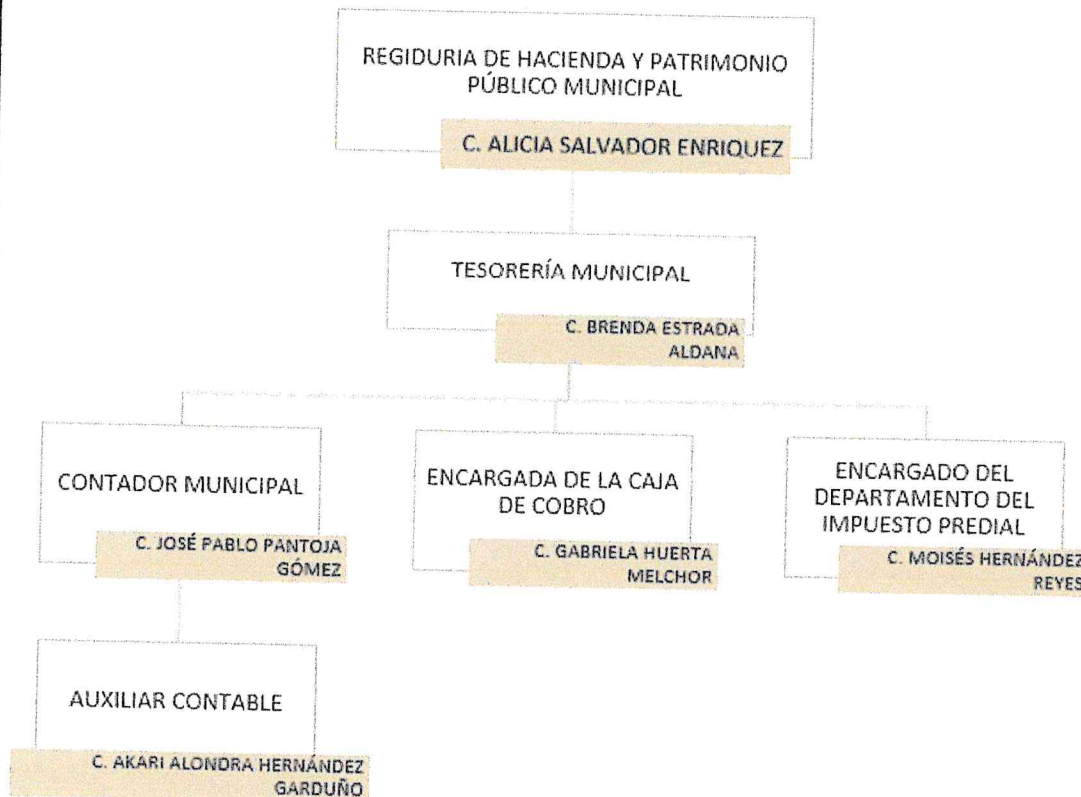 REGIDURIA DE HACIENDA Y PATRIMONIO
PÚBLICO MUNICIPAL
C. ALICIA SALVADOR ENRIQUEZ
TESORERÍA MUNICIPAL
C. BRENDA ESTRADA
ALDANA
CONTADOR MUNICIPAL
C. JOSÉ PABLO PANTOJA
GÓMEZ
ENCARGADA DE LA CAJA
DE COBRO
C. GABRIELA HUERTA
MELCHOR
ENCARGADO DEL
DEPARTAMENTO DEL
IMPUESTO PREDIAL
C. MOISÉS HERNÁNDEZ
REYES
AUXILIAR CONTABLE
C. AKARI ALONDRA HERNÁNDEZ
GARDUÑO